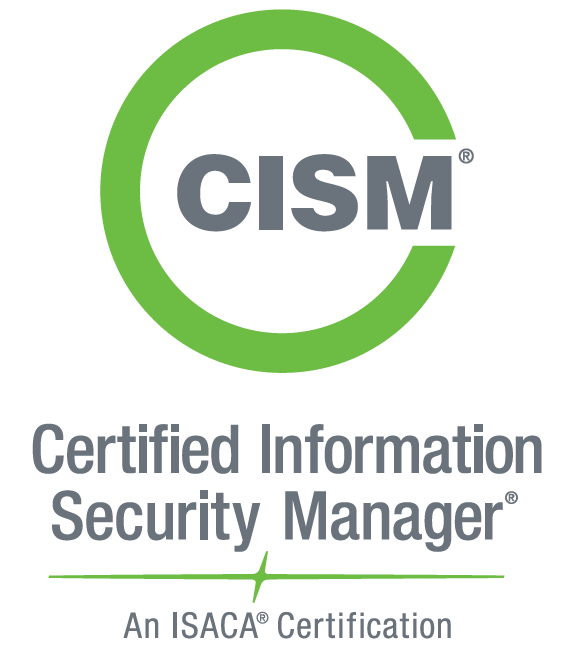 CISM®
Certified Information
Security Manager®
An ISACA® Certification